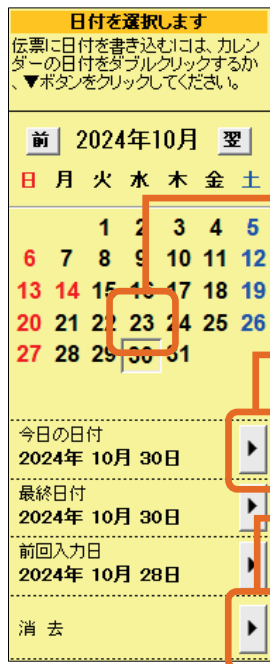 日付を選択します
伝票に日付を書き込むには、カレン
ダーの日付をダブルクリックするか
、▼ボタンをクリックしてください。
前 2024年10月 翌
日 月 火 水 木 金 土
1 2 3 4 5
6 7 8 9 10 11 12
13 14 15 16 17 18 19
20 21 22 23 24 25 26
27 28 29 30 31
今日の日付
2024年 10月 30日
最終日付
2024年 10月 30日
前回入力日
2024年 10月 28日
消 去